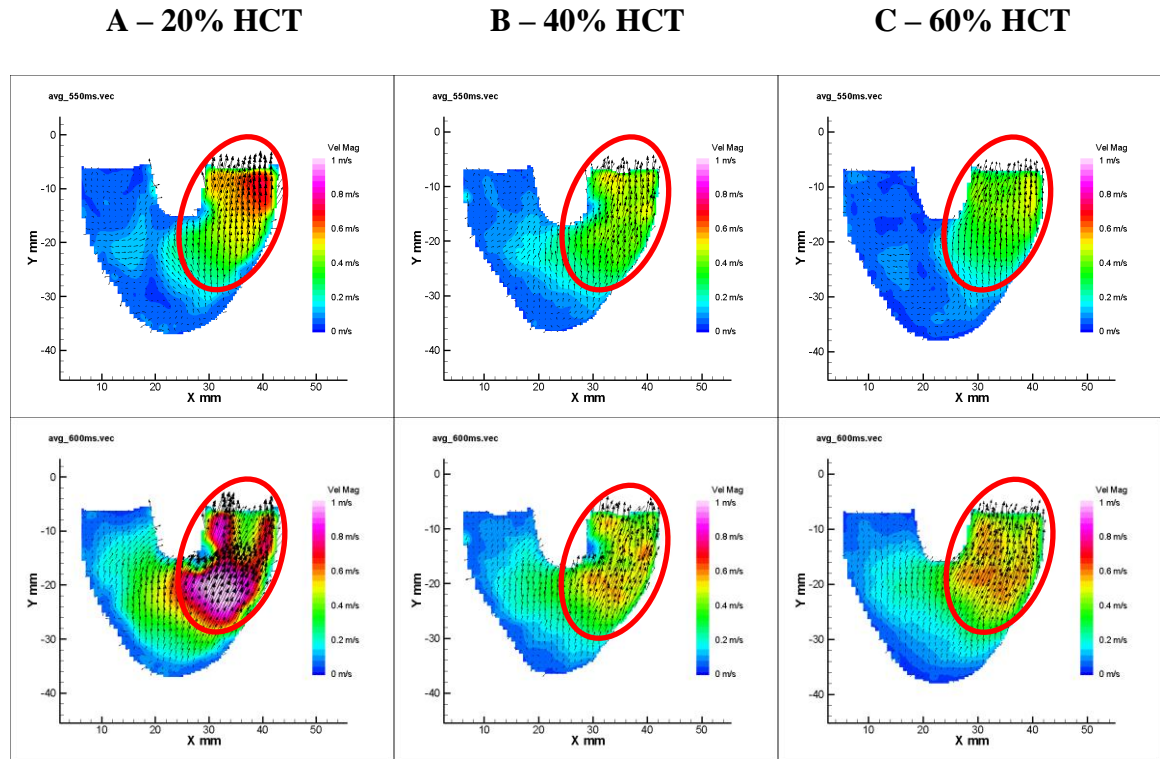 A – 20% HCT
B – 40% HCT
C – 60% HCT
avg_550ms.vec
Vel Mag
1 m/s
0.8 m/s
0.6 m/s
0.4 m/s
0.2 m/s
0 m/s
0
-10
-20
-30
-40
Y mm
10
20
30
40
50
X mm
avg_550ms.vec
Vel Mag
1 m/s
0.8 m/s
0.6 m/s
0.4 m/s
0.2 m/s
0 m/s
0
-10
-20
-30
-40
Y mm
10
20
30
40
50
X mm
avg_550ms.vec
Vel Mag
1 m/s
0.8 m/s
0.6 m/s
0.4 m/s
0.2 m/s
0 m/s
0
-10
-20
-30
-40
Y mm
10
20
30
40
50
X mm
avg_600ms.vec
Vel Mag
1 m/s
0.8 m/s
0.6 m/s
0.4 m/s
0.2 m/s
0 m/s
0
-10
-20
-30
-40
Y mm
10
20
30
40
50
X mm
avg_600ms.vec
Vel Mag
1 m/s
0.8 m/s
0.6 m/s
0.4 m/s
0.2 m/s
0 m/s
0
-10
-20
-30
-40
Y mm
10
20
30
40
50
X mm
avg_600ms.vec
Vel Mag
1 m/s
0.8 m/s
0.6 m/s
0.4 m/s
0.2 m/s
0 m/s
0
-10
-20
-30
-40
Y mm
10
20
30
40
50
X mm